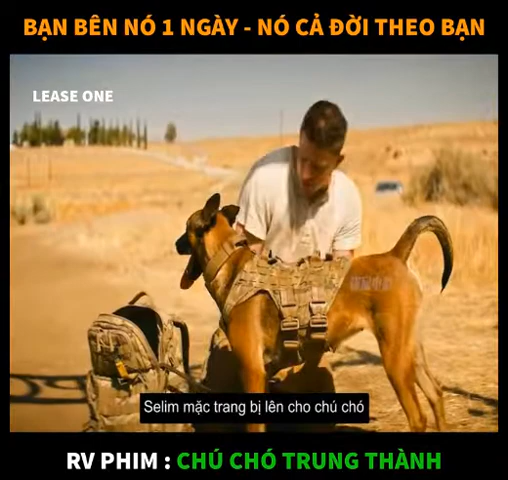 BẠN BÊN NÓ 1 NGÀY - NÓ CẢ ĐỜI THEO BẠN
LEASE ONE
Selim mặc trang bị lên cho chú chó
RV PHIM : CHÚ CHÓ TRUNG THÀNH